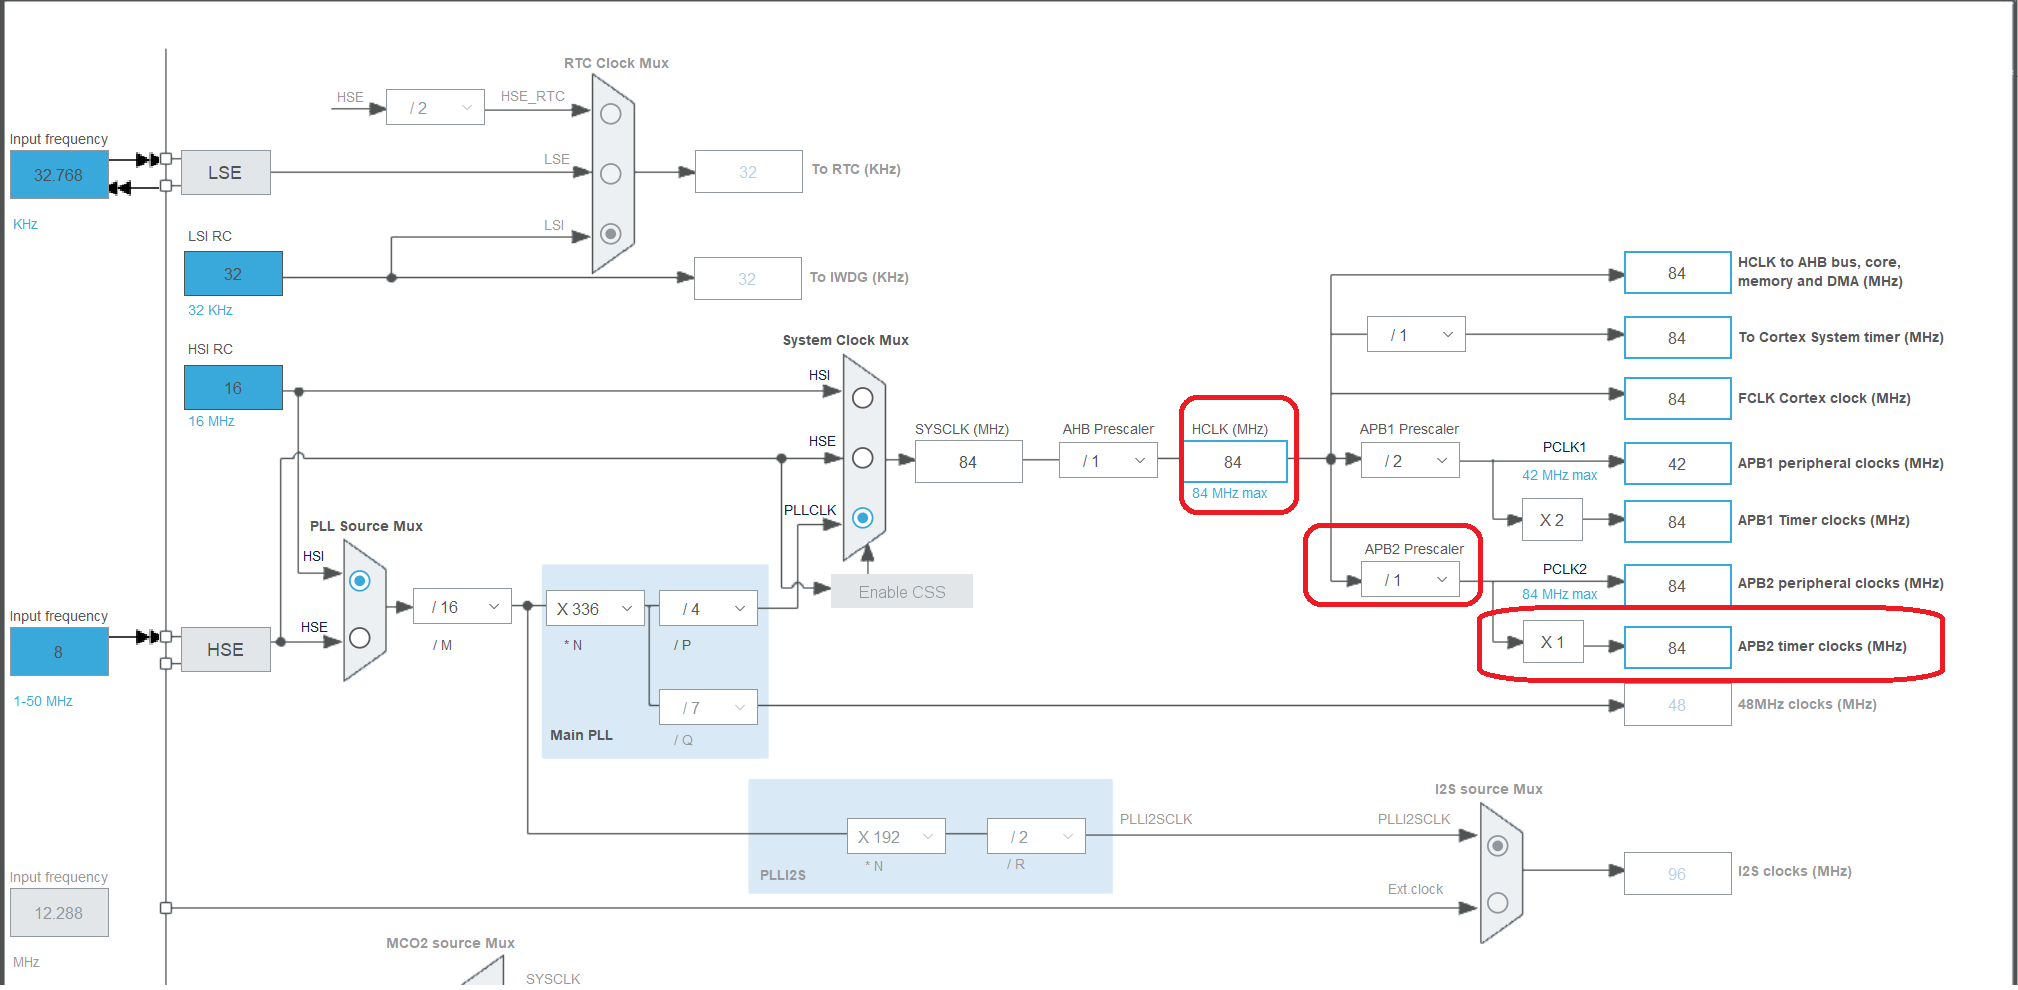 RTC Clock Mux
HSE
/ 2
HSE_RTC
Input frequency
32.768
KHz
LSE
LSE
32
To RTC (KHz)
LSI RC
32
32 KHz
LSI
32
To IWDG (KHz)
HSI RC
16
16 MHz
System Clock Mux
HSI
HSE
PLLCLK
SYSCLK (MHz)
84
AHB Prescaler
/ 1
HCLK (MHz)
84
84 MHz max
84
HCLK to AHB bus, core,
memory and DMA (MHz)
/ 1
84
To Cortex System timer (MHz)
84
FCLK Cortex clock (MHz)
APB1 Prescaler
/ 2
PCLK1
42 MHz max
42
APB1 peripheral clocks (MHz)
X 2
84
APB1 Timer clocks (MHz)
APB2 Prescaler
/ 1
PCLK2
84 MHz max
84
APB2 peripheral clocks (MHz)
X 1
84
APB2 timer clocks (MHz)
48
48MHz clocks (MHz)
PLL Source Mux
HSI
HSE
Input frequency
8
1-50 MHz
HSE
/ 16
/ M
X 336
* N
/ 4
/ P
/ 7
/ Q
Main PLL
Enable CSS
X 192
* N
/ 2
/ R
PLLI2S
PLLI2SCLK
I2S source Mux
PLLI2SCLK
Ext.clock
96
I2S clocks (MHz)
Input frequency
12.288
MHz
MCO2 source Mux
SYSCLK